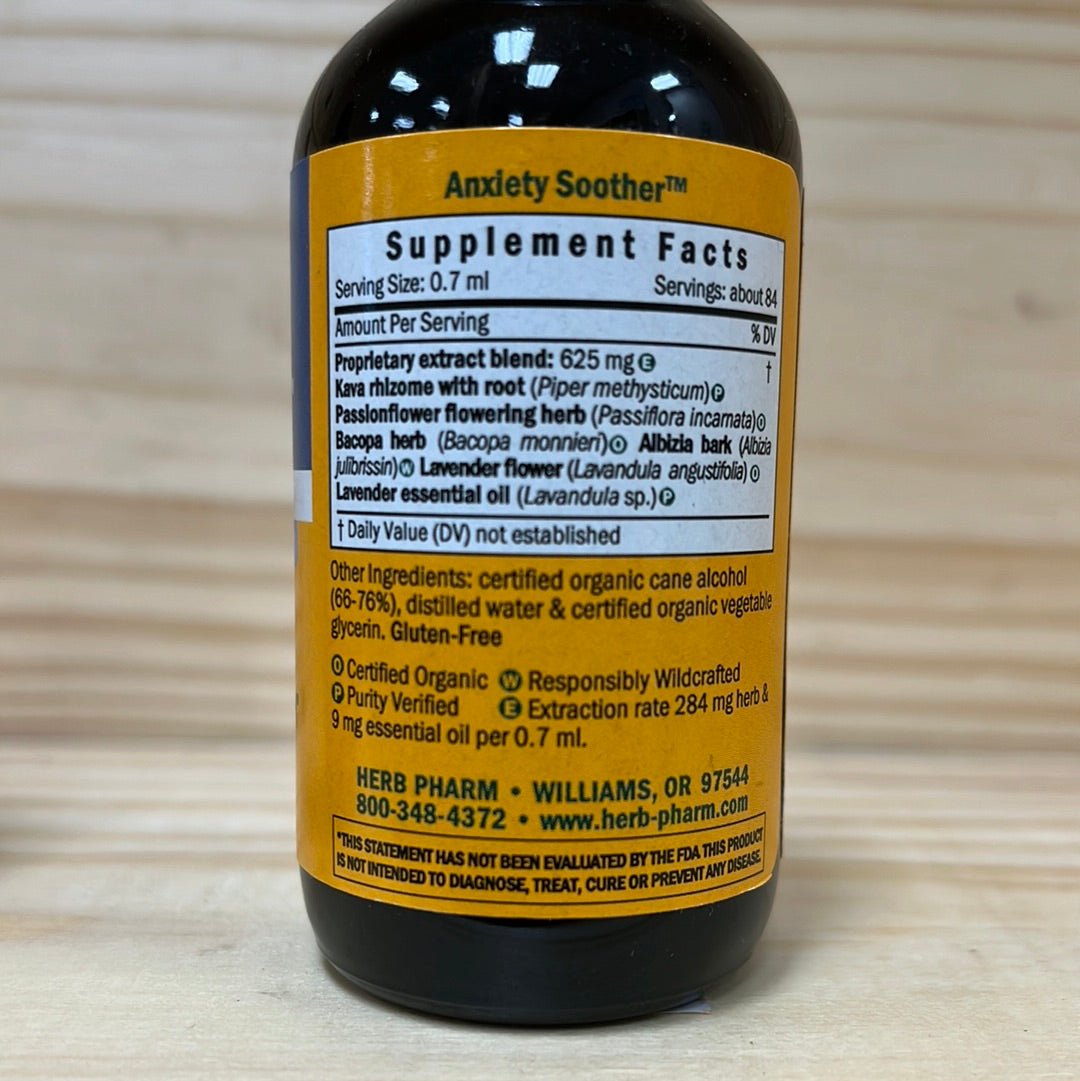 Anxiety Soother™
Supplement Facts
Serving Size: 0.7 ml Servings: about 84
Amount Per Serving % DV
Proprietary extract blend: 625 mg Ⓔ †
Kava rhizome with root (Piper methysticum)Ⓟ
Passionflower flowering herb (Passiflora incarnata)Ⓞ
Bacopa herb (Bacopa monnieri)Ⓞ Albizia bark (Albizia
julibrissin)Ⓦ Lavender flower (Lavandula angustifolia)Ⓞ
Lavender essential oil (Lavandula sp.)Ⓟ
† Daily Value (DV) not established
Other Ingredients: certified organic cane alcohol
(66-76%), distilled water & certified organic vegetable
glycerin. Gluten-Free
Ⓞ Certified Organic Ⓦ Responsibly Wildcrafted
Ⓟ Purity Verified Ⓔ Extraction rate 284 mg herb &
9 mg essential oil per 0.7 ml.
HERB PHARM • WILLIAMS, OR 97544
800-348-4372 • www.herb-pharm.com
*THIS STATEMENT HAS NOT BEEN EVALUATED BY THE FDA THIS PRODUCT
IS NOT INTENDED TO DIAGNOSE, TREAT, CURE OR PREVENT ANY DISEASE.